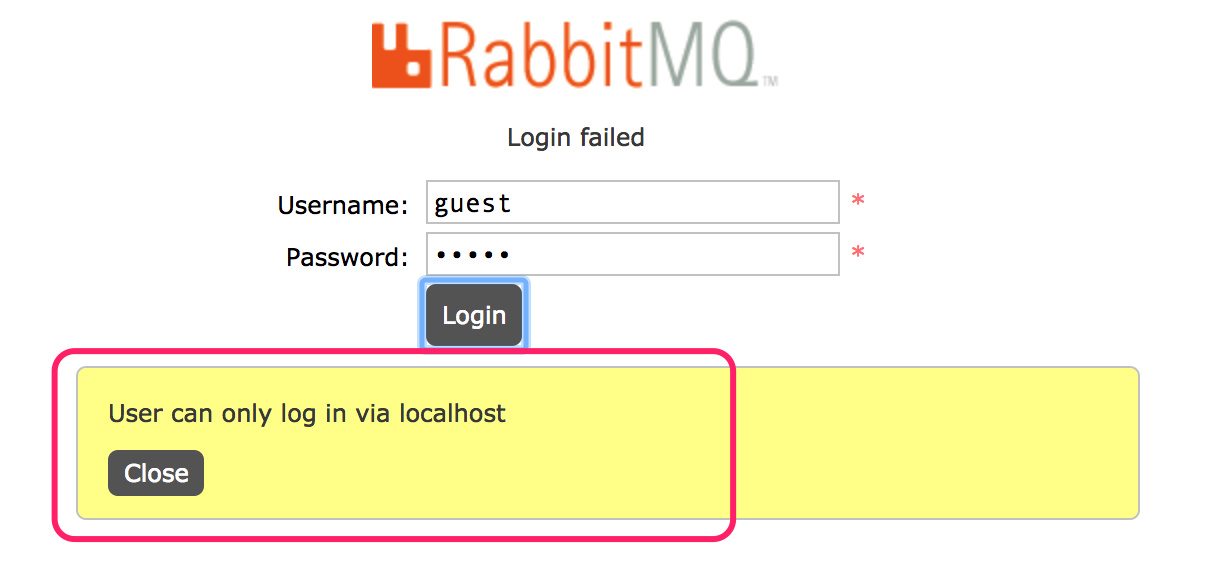 RabbitMQ™
Login failed
Username: guest *
Password: ••••• *
Login
User can only log in via localhost
Close